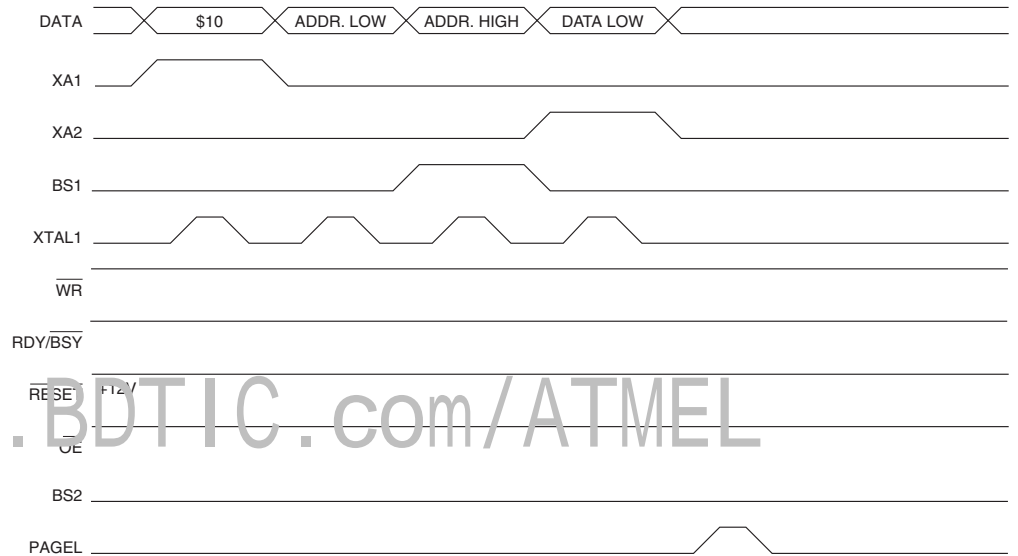 DATA $10 ADDR. LOW ADDR. HIGH DATA LOW
XA1
XA2
BS1
XTAL1
WR
RDY/BSY
RESET +12V
.BDTIC.com/ATMEL
OE
BS2
PAGEL